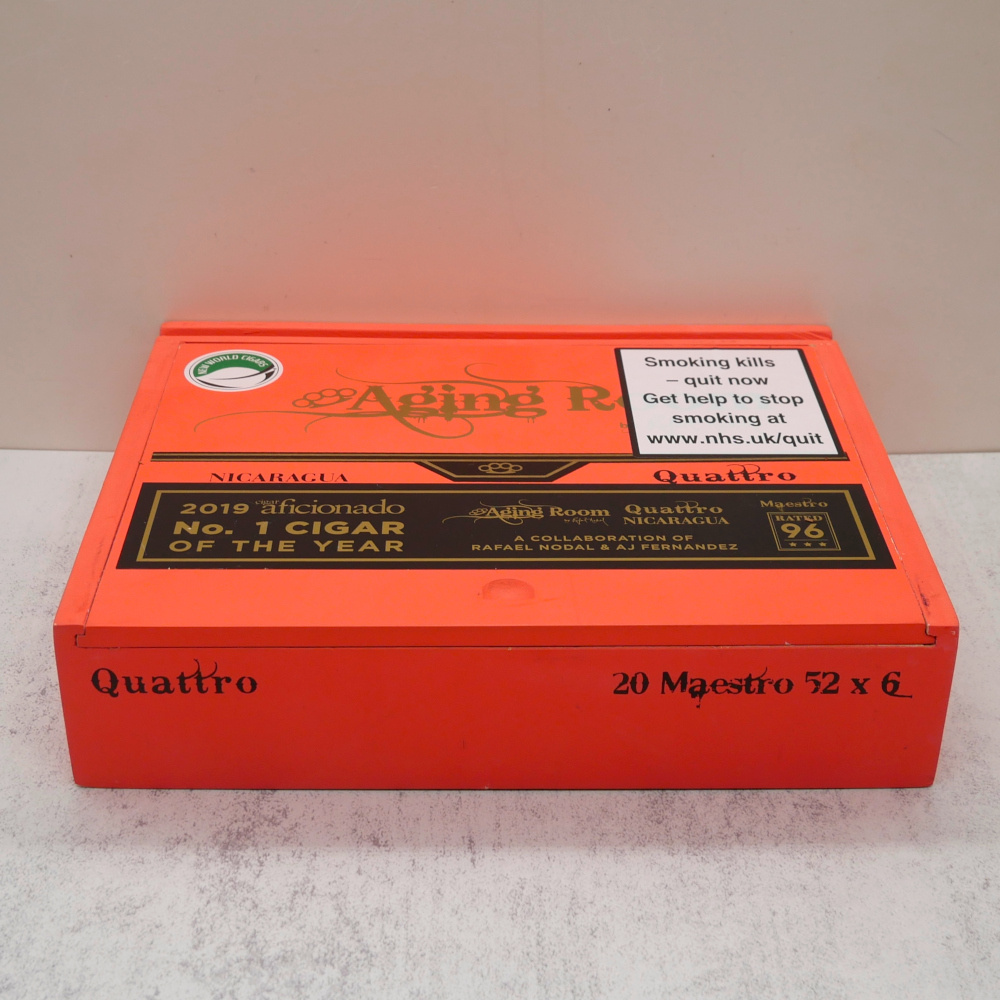 NEW WORLD CIGARS
Aging
Smoking kills
– quit now
Get help to stop
smoking at
www.nhs.uk/quit
NICARAGUA
Quattro
2019 cigar aficionado
No. 1 CIGAR
OF THE YEAR
Aging Room
Quattro
NICARAGUA
A COLLABORATION OF
RAFAEL NODAL & AJ FERNANDEZ
Maestro
RATED
96
Quattro
20 Maestro 52 x 6